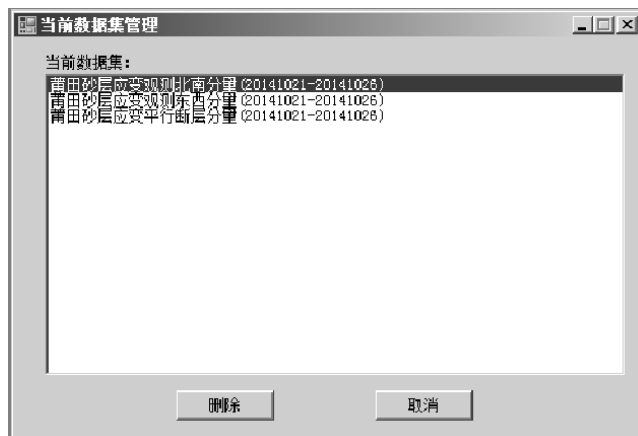 当前数据集管理
当前数据集：
莆田砂层应变观测北南分量(20141021-20141026)
莆田砂层应变观测东西分量(20141021-20141026)
莆田砂层应变平行断层分量(20141021-20141026)
删除
取消